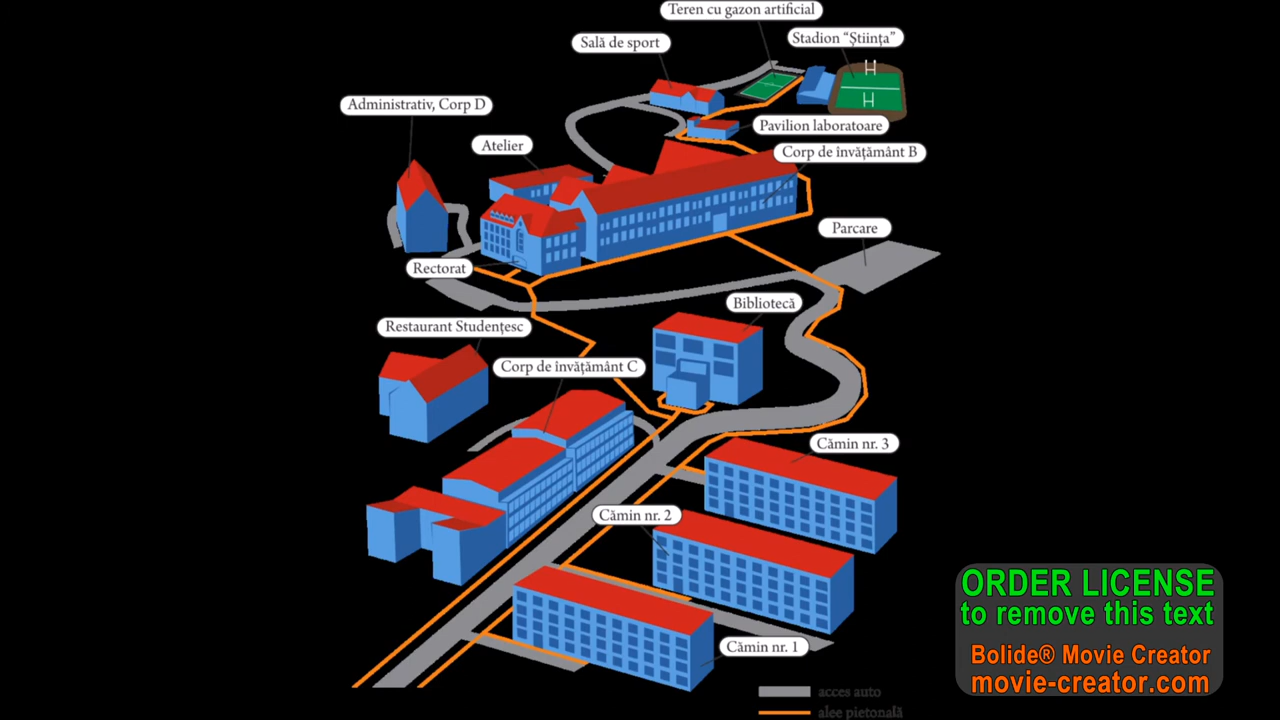 Teren cu gazon artificial
Stadion “Știința”
Sală de sport
Administrativ, Corp D
Pavilion laboratoare
Atelier
Corp de învățământ B
Parcare
Rectorat
Bibliotecă
Restaurant Studențesc
Corp de învățământ C
Cămin nr. 3
Cămin nr. 2
Cămin nr. 1
ORDER LICENSE
to remove this text
Bolide® Movie Creator
movie-creator.com
acces auto
alee pietonală